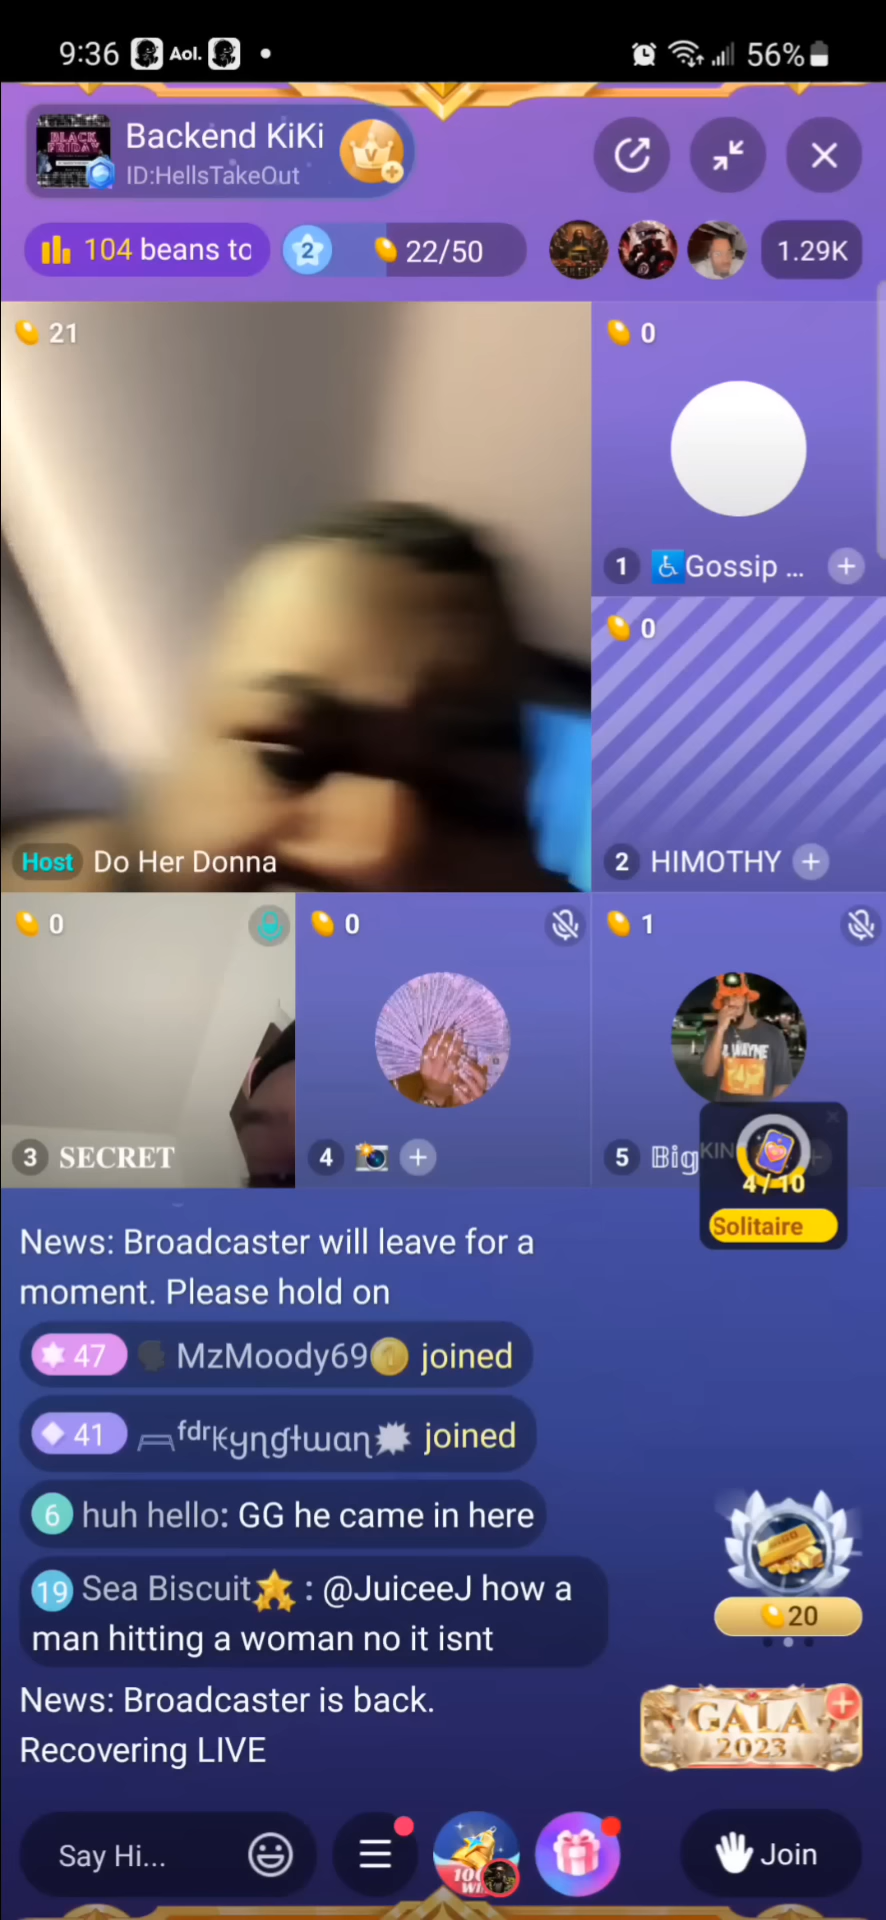 9:36 Aol. 56%
BLACK FRIDAY
Backend KiKi
ID:HellsTakeOut
104 beans to
2
22/50
1.29K
21
0
1 ♿Gossip ...
0
2 HIMOTHY
Host Do Her Donna
0
3 𝐒𝐄𝐂𝐑𝐄𝐓
0
4 📸
1
WAYNE
5 𝔹𝕚𝕘KIN
4/10
Solitaire
News: Broadcaster will leave for a
moment. Please hold on
47 MzMoody69 joined
41 joined
6 huh hello: GG he came in here
19 Sea Biscuit : @JuiceeJ how a
man hitting a woman no it isnt
20
News: Broadcaster is back.
Recovering LIVE
GALA
2023
Say Hi...
Join